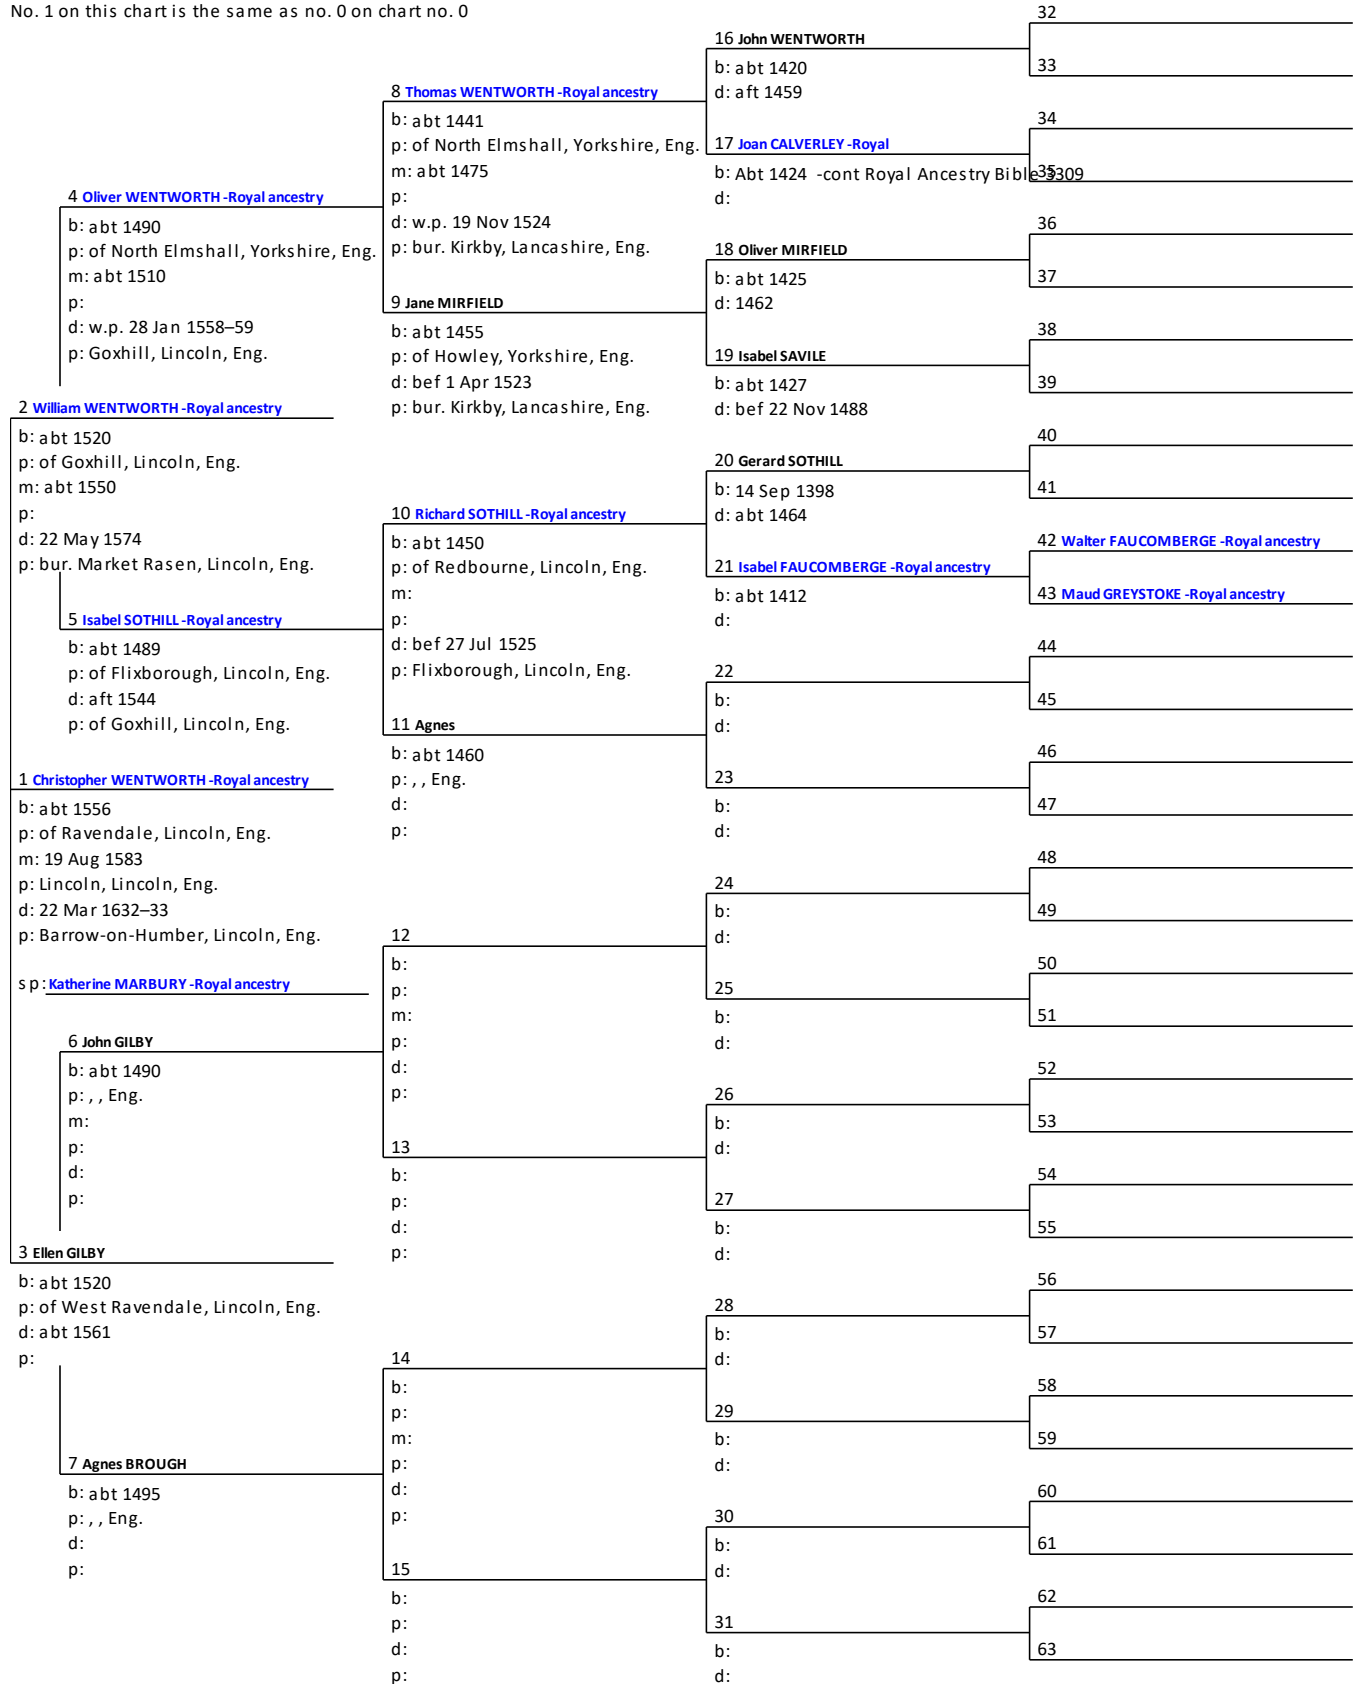 No. 1 on this chart is the same as no. 0 on chart no. 0
4 Oliver WENTWORTH -Royal ancestry
b: abt 1490
p: of North Elmshall, Yorkshire, Eng.
m: abt 1510
p:
d: w.p. 28 Jan 1558–59
p: Goxhill, Lincoln, Eng.
2 William WENTWORTH -Royal ancestry
b: abt 1520
p: of Goxhill, Lincoln, Eng.
m: abt 1550
p:
d: 22 May 1574
p: bur. Market Rasen, Lincoln, Eng.
5 Isabel SOTHILL -Royal ancestry
b: abt 1489
p: of Flixborough, Lincoln, Eng.
d: aft 1544
p: of Goxhill, Lincoln, Eng.
1 Christopher WENTWORTH -Royal ancestry
b: abt 1556
p: of Ravendale, Lincoln, Eng.
m: 19 Aug 1583
p: Lincoln, Lincoln, Eng.
d: 22 Mar 1632–33
p: Barrow-on-Humber, Lincoln, Eng.
sp: Katherine MARBURY -Royal ancestry
6 John GILBY
b: abt 1490
p: , , Eng.
m:
p:
d:
p:
3 Ellen GILBY
b: abt 1520
p: of West Ravendale, Lincoln, Eng.
d: abt 1561
p:
7 Agnes BROUGH
b: abt 1495
p: , , Eng.
d:
p:
8 Thomas WENTWORTH -Royal ancestry
b: abt 1441
p: of North Elmshall, Yorkshire, Eng.
m: abt 1475
p:
d: w.p. 19 Nov 1524
p: bur. Kirkby, Lancashire, Eng.
9 Jane MIRFIELD
b: abt 1455
p: of Howley, Yorkshire, Eng.
d: bef 1 Apr 1523
p: bur. Kirkby, Lancashire, Eng.
10 Richard SOTHILL -Royal ancestry
b: abt 1450
p: of Redbourne, Lincoln, Eng.
m:
p:
d: bef 27 Jul 1525
p: Flixborough, Lincoln, Eng.
11 Agnes
b: abt 1460
p: , , Eng.
d:
p:
12
b:
p:
m:
p:
d:
p:
13
b:
p:
d:
p:
14
b:
p:
m:
p:
d:
p:
15
b:
p:
d:
p:
16 John WENTWORTH
b: abt 1420
d: aft 1459
17 Joan CALVERLEY -Royal
b: Abt 1424 -cont Royal Ancestry Bible 3309
d:
18 Oliver MIRFIELD
b: abt 1425
d: 1462
19 Isabel SAVILE
b: abt 1427
d: bef 22 Nov 1488
20 Gerard SOTHILL
b: 14 Sep 1398
d: abt 1464
21 Isabel FAUCOMBERGE -Royal ancestry
b: abt 1412
d:
22
b:
d:
23
b:
d:
24
b:
d:
25
b:
d:
26
b:
d:
27
b:
d:
28
b:
d:
29
b:
d:
30
b:
d:
31
b:
d:
32
33
34
35
36
37
38
39
40
41
42 Walter FAUCOMBERGE -Royal ancestry
43 Maud GREYSTOKE -Royal ancestry
44
45
46
47
48
49
50
51
52
53
54
55
56
57
58
59
60
61
62
63